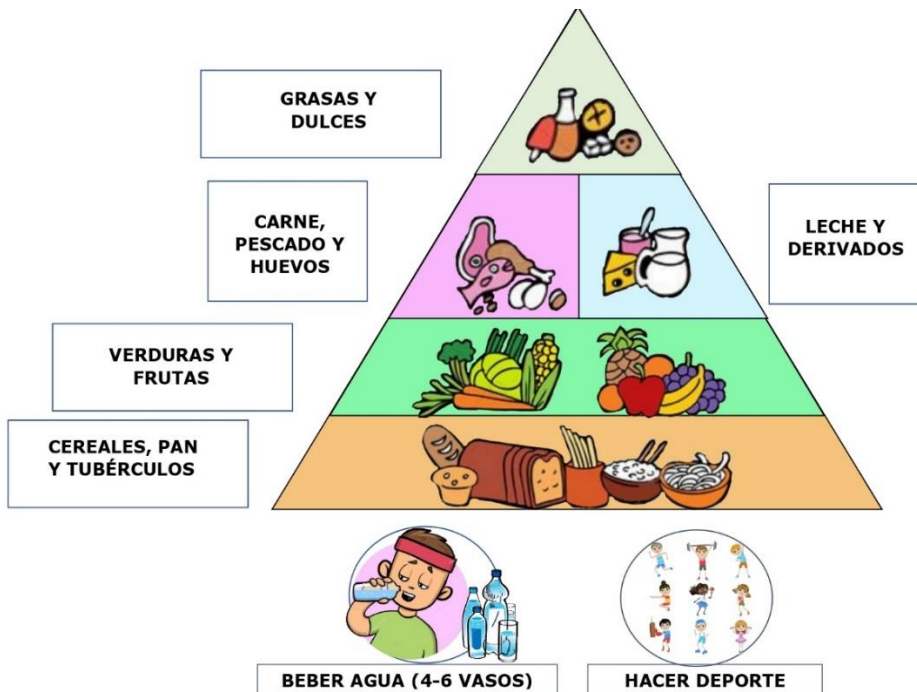 GRASAS Y
DULCES
CARNE,
PESCADO Y
HUEVOS
LECHE Y
DERIVADOS
VERDURAS Y
FRUTAS
CEREALES, PAN
Y TUBÉRCULOS
BEBER AGUA (4-6 VASOS)
HACER DEPORTE